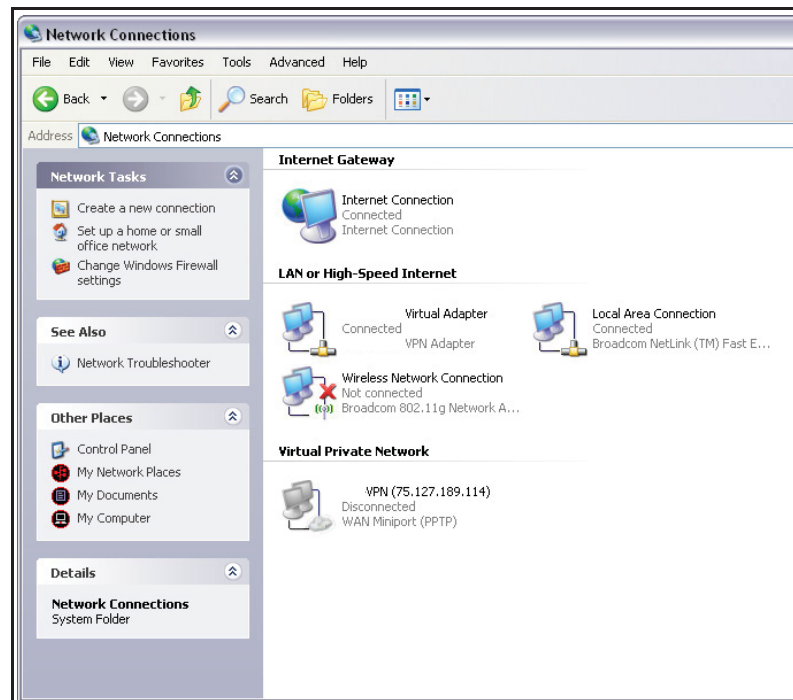 Network Connections
File Edit View Favorites Tools Advanced Help
Back Search Folders
Address Network Connections
Network Tasks
Create a new connection
Set up a home or small
office network
Change Windows Firewall
settings
See Also
Network Troubleshooter
Other Places
Control Panel
My Network Places
My Documents
My Computer
Details
Network Connections
System Folder
Internet Gateway
Internet Connection
Connected
Internet Connection
LAN or High-Speed Internet
Virtual Adapter
Connected
VPN Adapter
Local Area Connection
Connected
Broadcom NetLink (TM) Fast E...
Wireless Network Connection
Not connected
Broadcom 802.11g Network A...
Virtual Private Network
VPN (75.127.189.114)
Disconnected
WAN Miniport (PPTP)